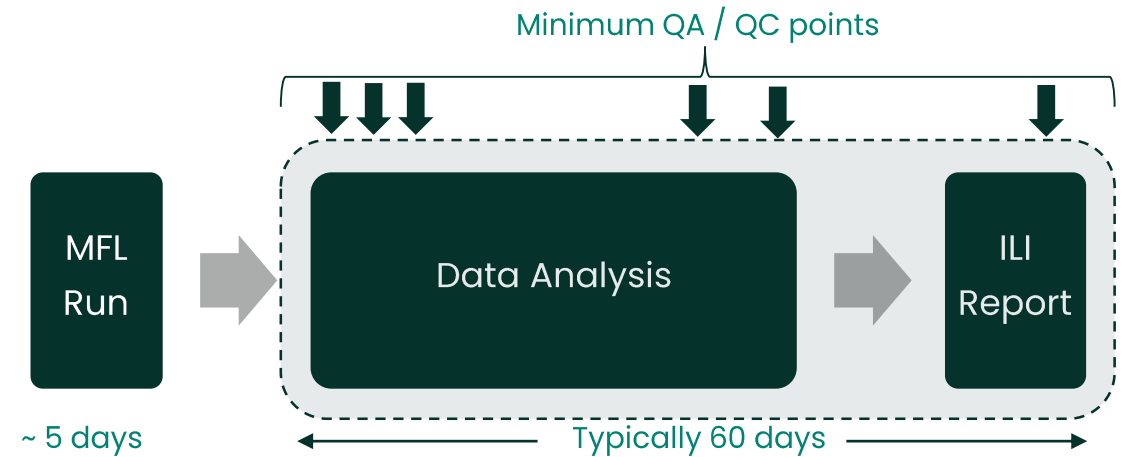 Minimum QA / QC points
MFL
Run
Data Analysis
ILI
Report
~ 5 days
Typically 60 days